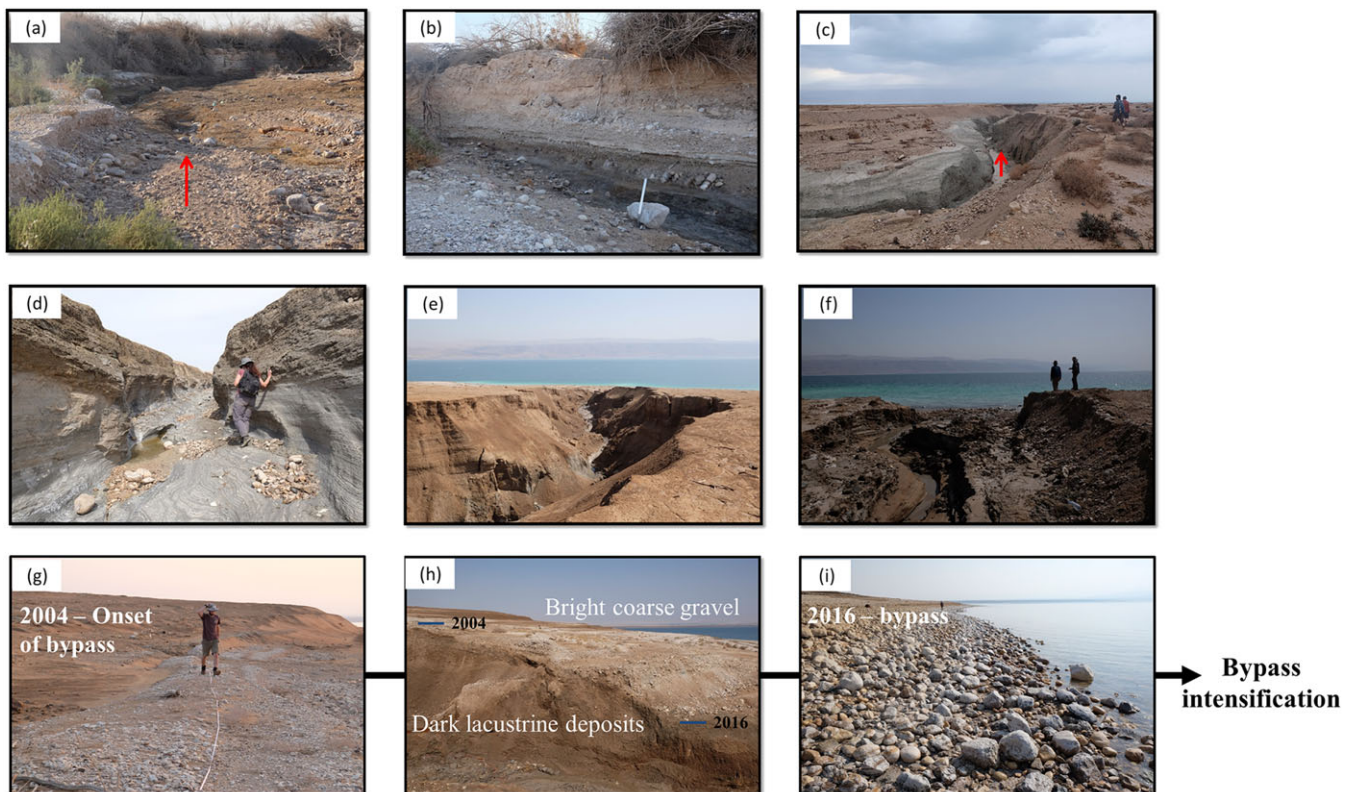 (a)
(b)
(c)
(d)
(e)
(f)
(g)
2004 – Onset
of bypass
(h)
Bright coarse gravel
2004
Dark lacustrine deposits
2016
(i)
2016 – bypass
Bypass
intensification